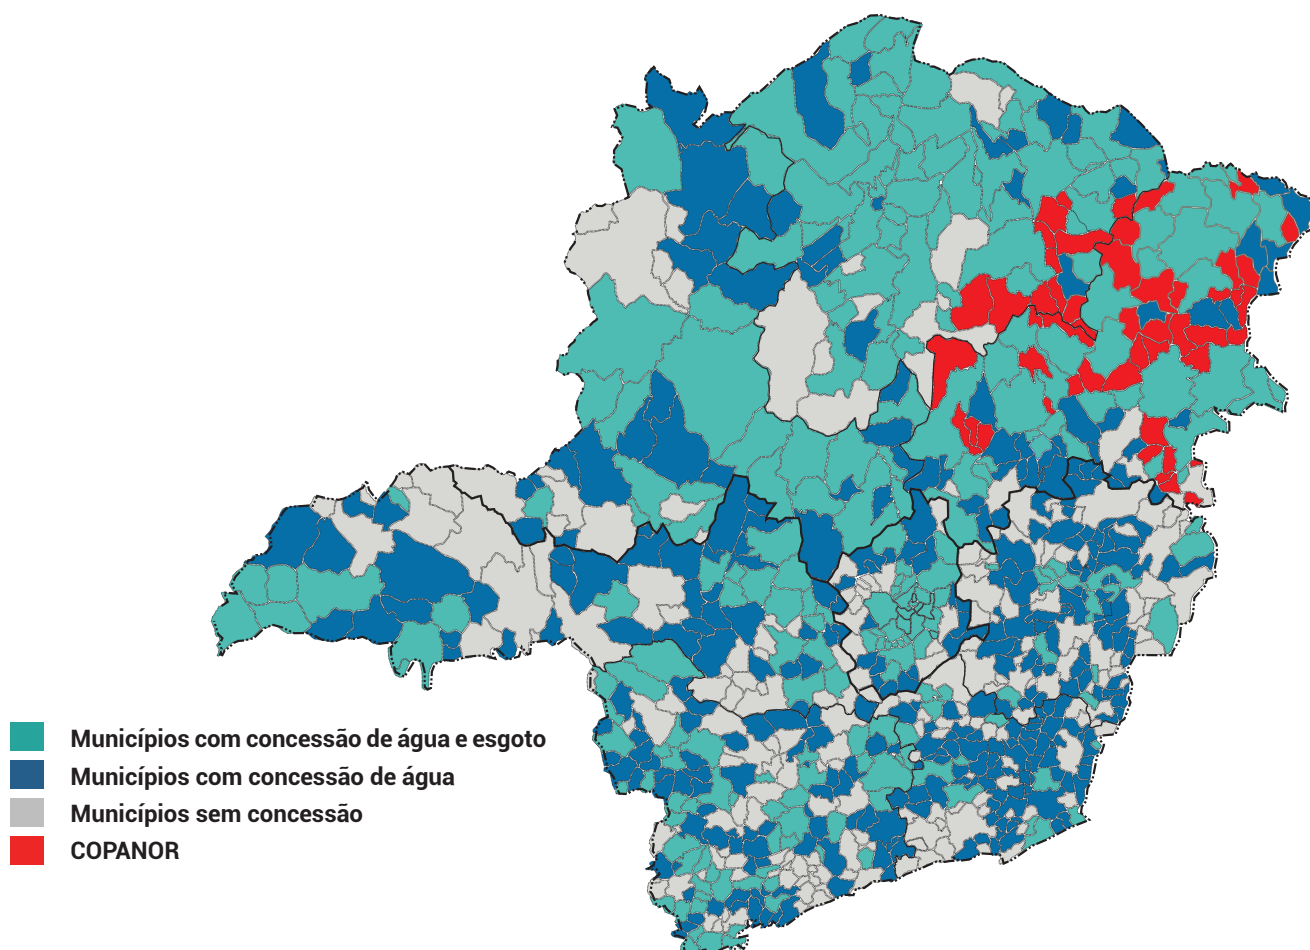 Municípios com concessão de água e esgoto
Municípios com concessão de água
Municípios sem concessão
COPANOR